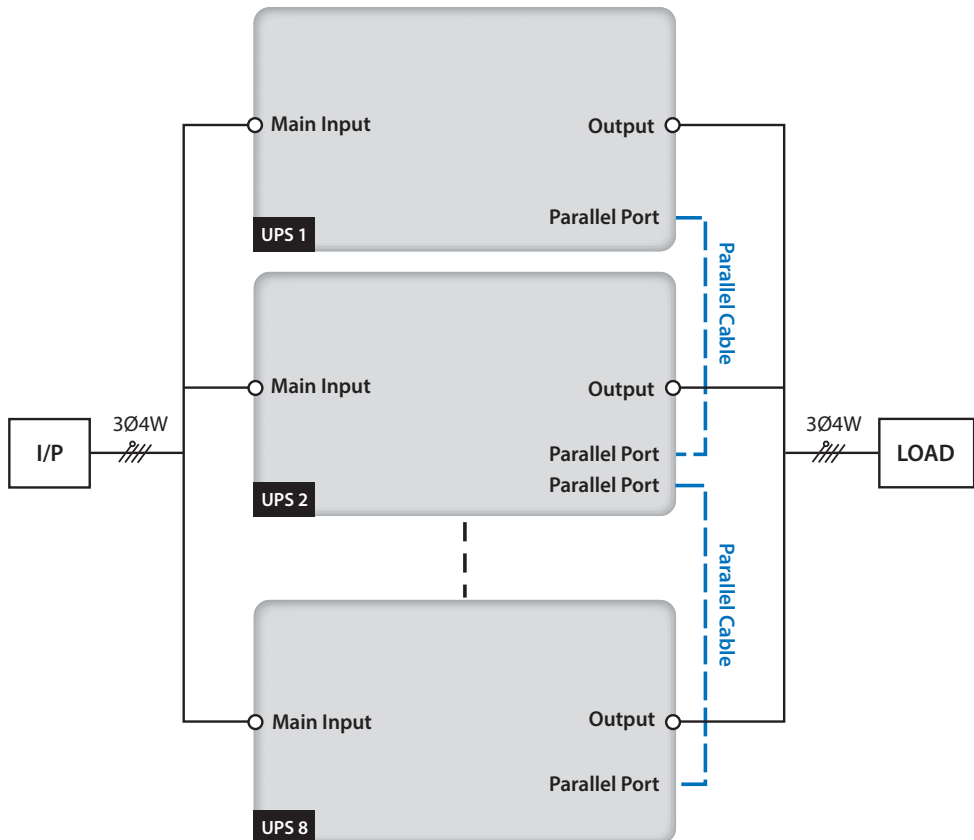 Main Input
Output
Parallel Port
UPS 1
Parallel Cable
Main Input
Output
3Ø4W
I/P
3Ø4W
LOAD
Parallel Port
Parallel Port
UPS 2
Parallel Cable
Main Input
Output
Parallel Port
UPS 8